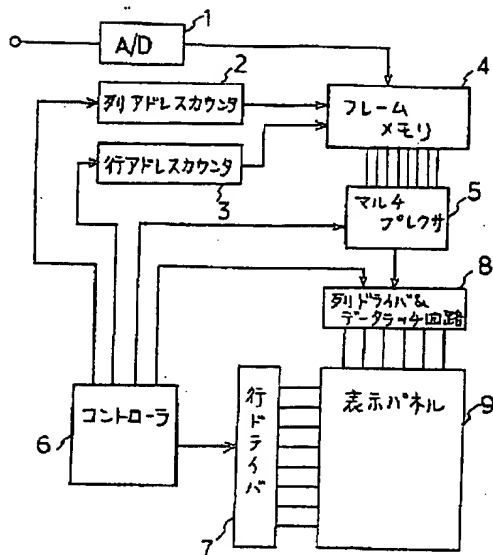 1
A/D
2
列アドレスカウンタ
4
フレーム
メモリ
行アドレスカウンタ
3
マルチ
プレクサ
5
8
列ドライバ&
データラッチ回路
コントローラ
6
行ドライバ
7
表示パネル
9